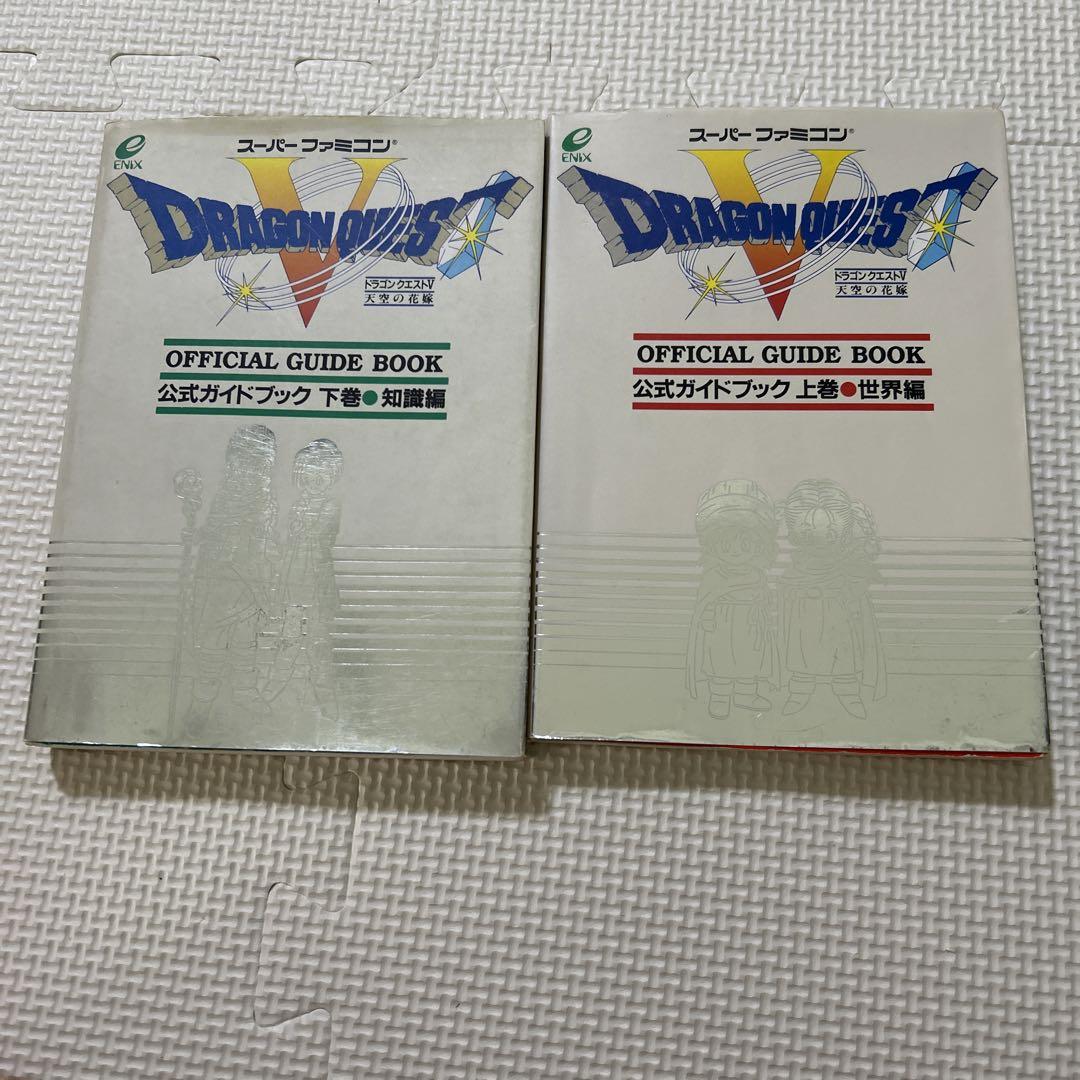 ENIX
スーパーファミコン®
V
DRAGON QUEST
ドラゴンクエストV
天空の花嫁
OFFICIAL GUIDE BOOK
公式ガイドブック 下巻●知識編
ENIX
スーパーファミコン®
V
DRAGON QUEST
ドラゴンクエストV
天空の花嫁
OFFICIAL GUIDE BOOK
公式ガイドブック 上巻●世界編